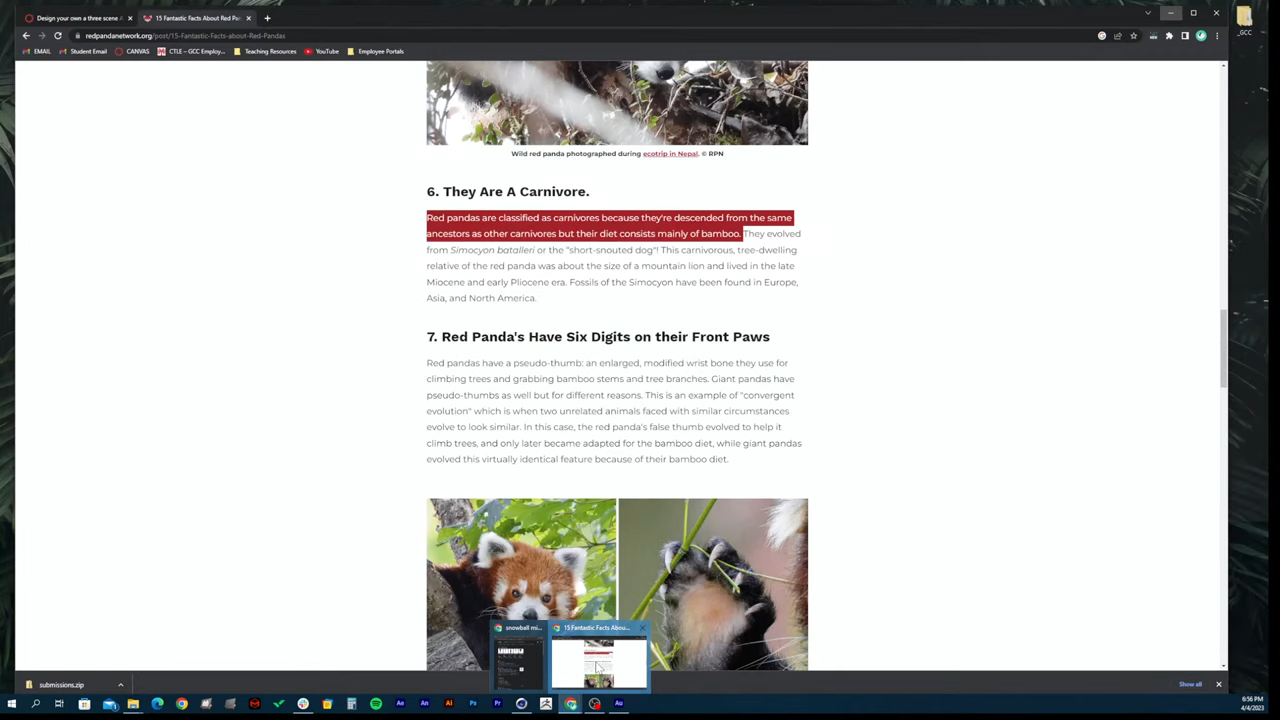 Design your own a three scene A
15 Fantastic Facts About Red Pan
redpandanetwork.org/post/15-Fantastic-Facts-about-Red-Pandas
EMAIL
Student Email
CANVAS
CTLE – GCC Employ...
Teaching Resources
YouTube
Employee Portals
_GCC
Wild red panda photographed during ecotrip in Nepal. © RPN
6. They Are A Carnivore.
Red pandas are classified as carnivores because they're descended from the same
ancestors as other carnivores but their diet consists mainly of bamboo. They evolved
from Simocyon batalleri or the "short-snouted dog"! This carnivorous, tree-dwelling
relative of the red panda was about the size of a mountain lion and lived in the late
Miocene and early Pliocene era. Fossils of the Simocyon have been found in Europe,
Asia, and North America.
7. Red Panda's Have Six Digits on their Front Paws
Red pandas have a pseudo-thumb: an enlarged, modified wrist bone they use for
climbing trees and grabbing bamboo stems and tree branches. Giant pandas have
pseudo-thumbs as well but for different reasons. This is an example of "convergent
evolution" which is when two unrelated animals faced with similar circumstances
evolve to look similar. In this case, the red panda's false thumb evolved to help it
climb trees, and only later became adapted for the bamboo diet, while giant pandas
evolved this virtually identical feature because of their bamboo diet.
snowball mi...
15 Fantastic Facts Abou...
submissions.zip
Show all
Ae
An
Ai
Ps
Pr
Au
6:56 PM
4/4/2023